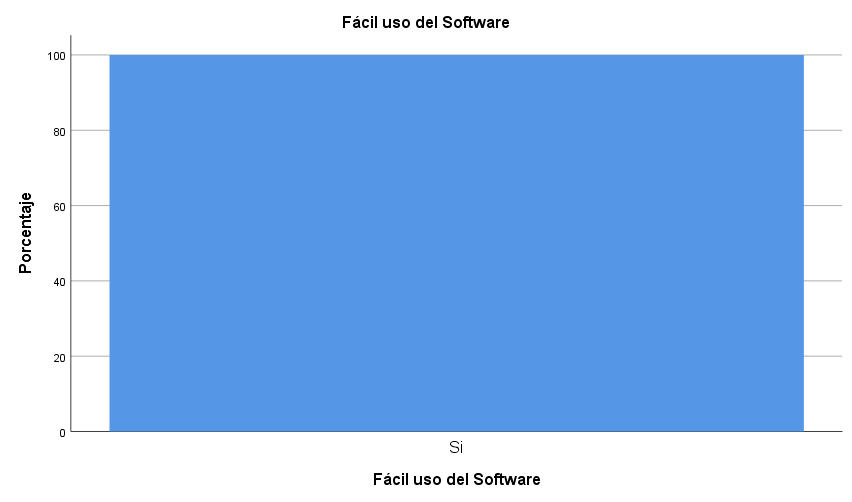 Fácil uso del Software
100
80
60
40
20
0
Porcentaje
Si
Fácil uso del Software